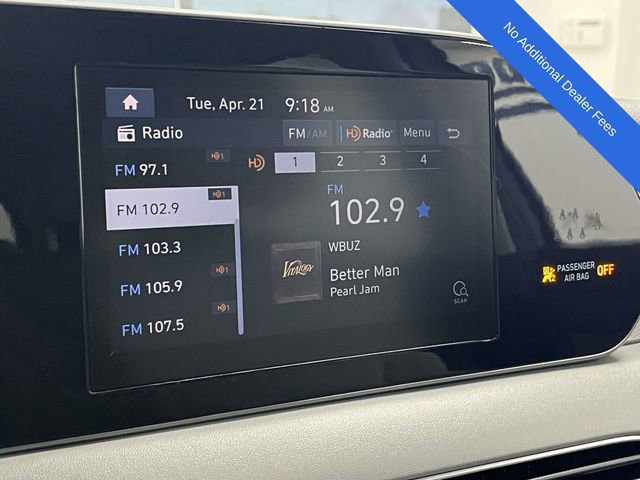 No Additional Dealer Fees
Tue, Apr. 21 9:18 AM
Radio FM/AM HD Radio Menu
FM 97.1 HD1
FM 102.9 HD1
FM 103.3
FM 105.9 HD1
FM 107.5 HD1
HD 1 2 3 4
FM
102.9
WBUZ
Vitalogy
Better Man
Pearl Jam
SCAN
2 PASSENGER
AIR BAG OFF